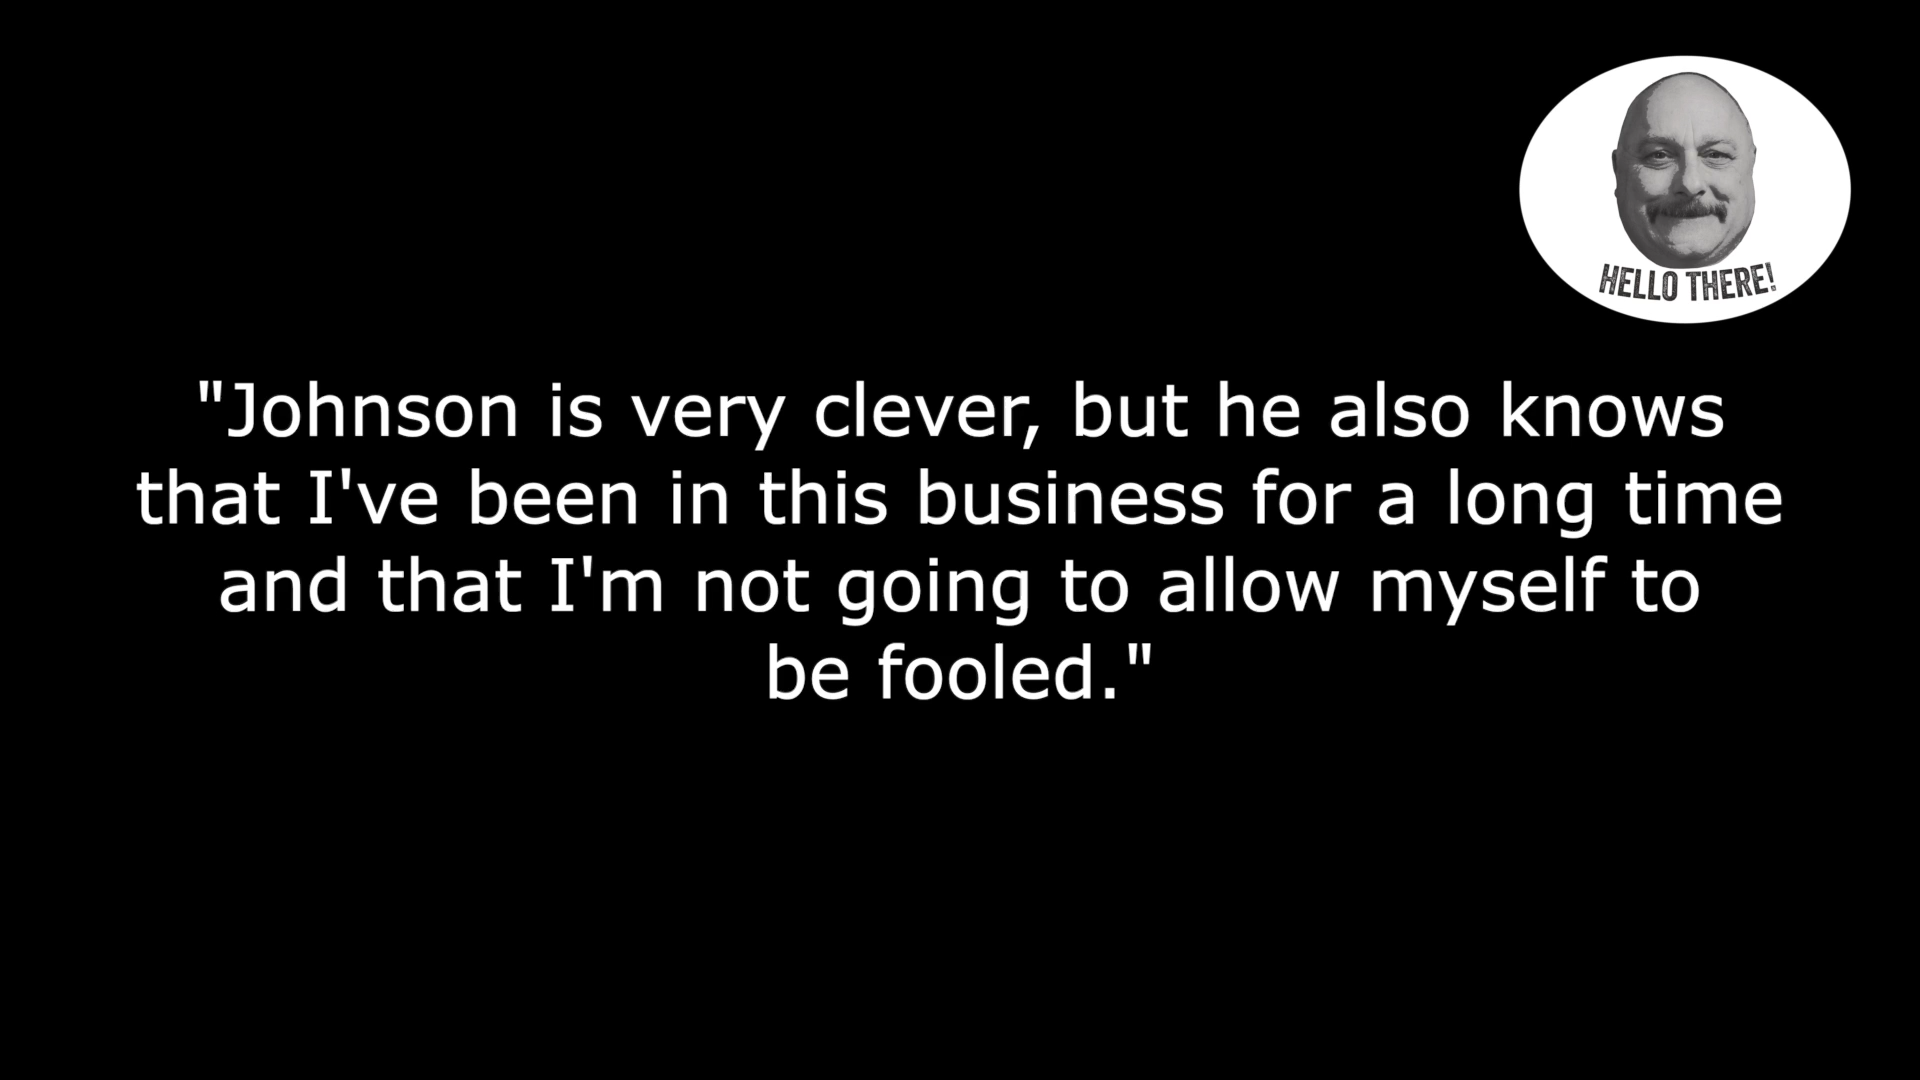 HELLO THERE!
"Johnson is very clever, but he also knows
that I've been in this business for a long time
and that I'm not going to allow myself to
be fooled."